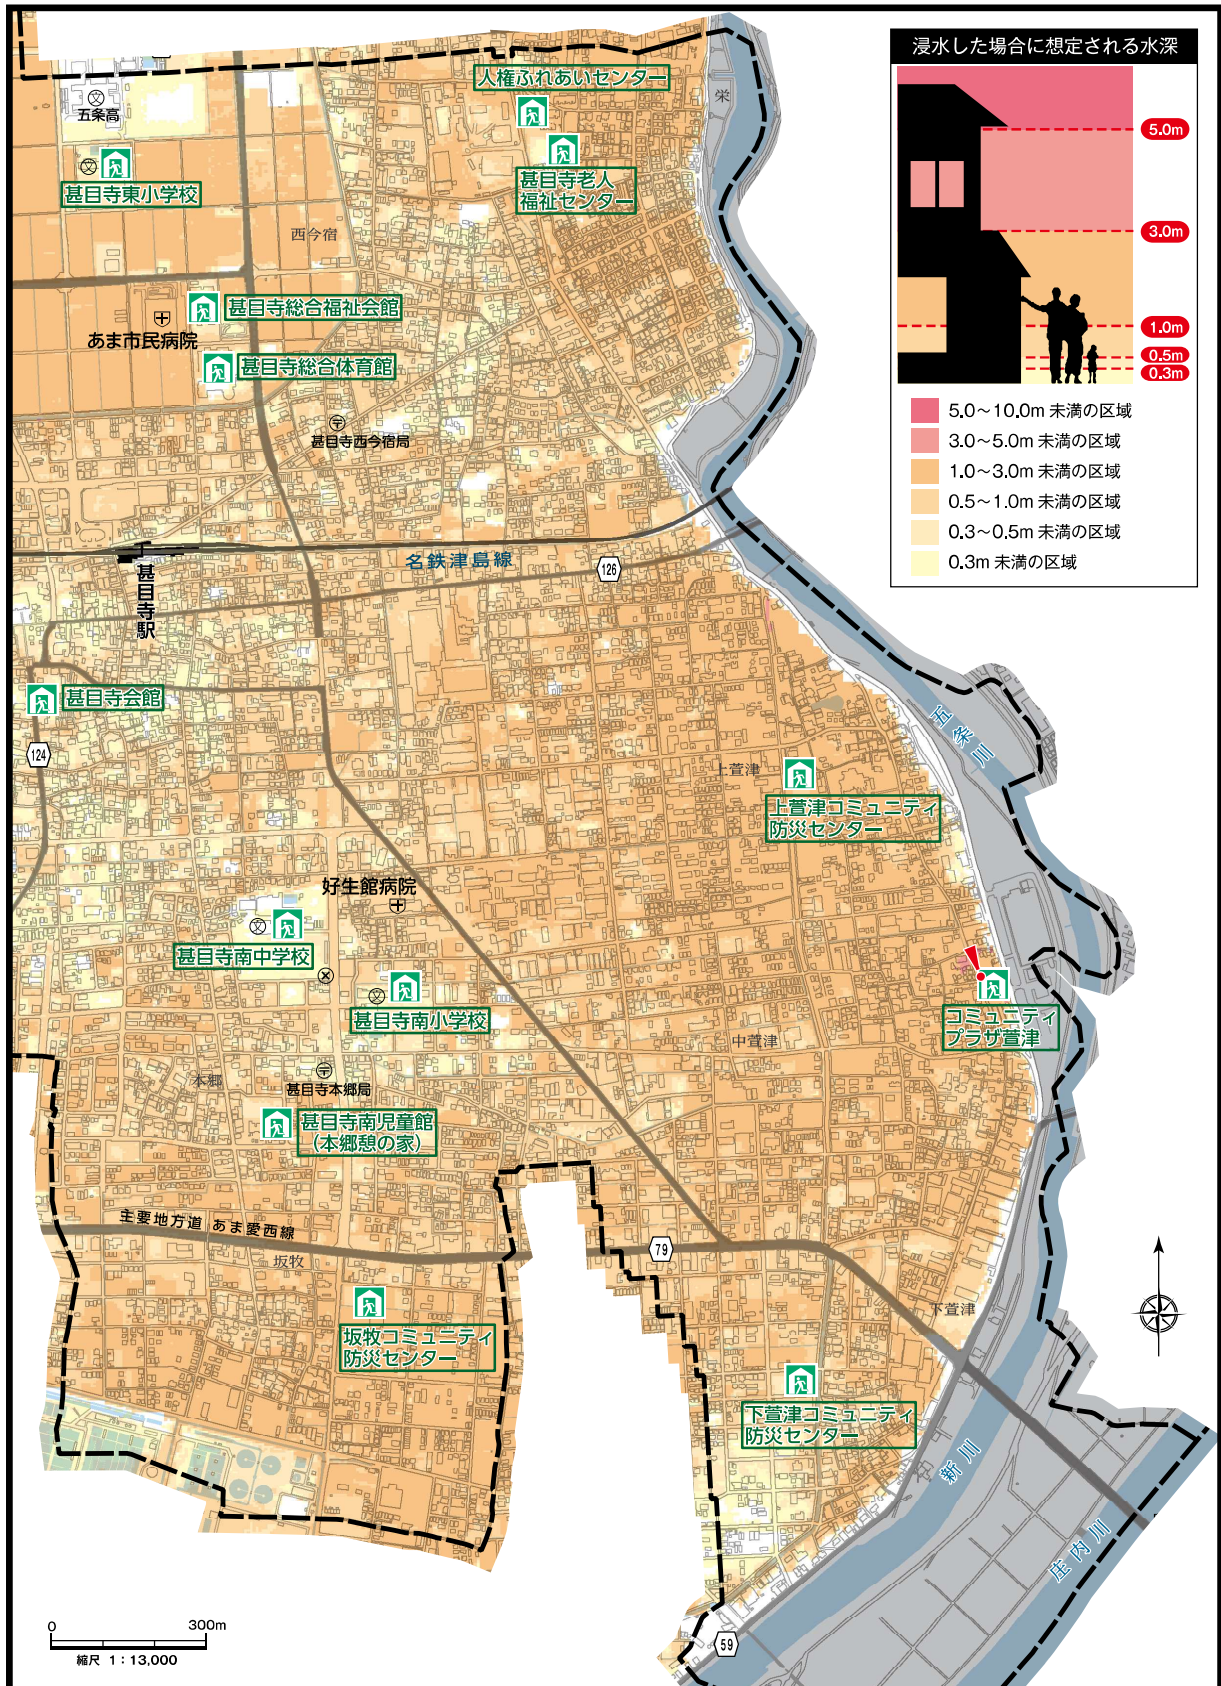 浸水した場合に想定される水深
5.0m
3.0m
1.0m
0.5m
0.3m
5.0～10.0m 未満の区域
3.0～5.0m 未満の区域
1.0～3.0m 未満の区域
0.5～1.0m 未満の区域
0.3～0.5m 未満の区域
0.3m 未満の区域
人権ふれあいセンター
栄
五条高
甚目寺東小学校
甚目寺老人
福祉センター
西今宿
甚目寺総合福祉会館
あま市民病院
甚目寺総合体育館
甚目寺西今宿局
名鉄津島線
126
甚目寺駅
甚目寺会館
124
五条川
上萱津
上萱津コミュニティ
防災センター
好生館病院
甚目寺南中学校
甚目寺南小学校
コミュニティ
プラザ萱津
中萱津
本郷
甚目寺本郷局
甚目寺南児童館
（本郷憩の家）
主要地方道 あま愛西線
79
坂牧
下萱津
坂牧コミュニティ
防災センター
下萱津コミュニティ
防災センター
新川
庄内川
59
0 300m
縮尺 1：13,000